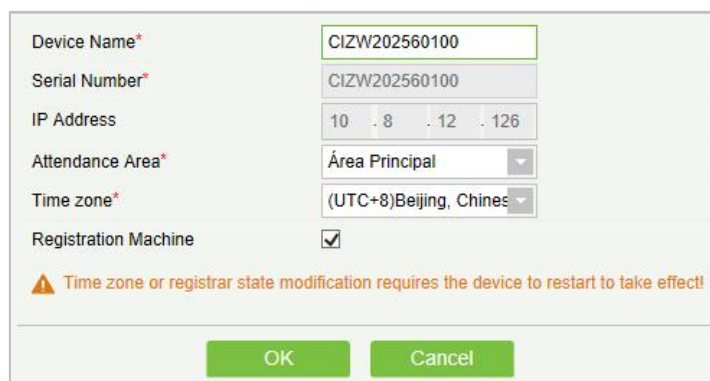 Device Name* CIZW202560100
Serial Number* CIZW202560100
IP Address 10 . 8 . 12 . 126
Attendance Area* Área Principal
Time zone* (UTC+8)Beijing, Chines
Registration Machine
Time zone or registrar state modification requires the device to restart to take effect!
OK Cancel